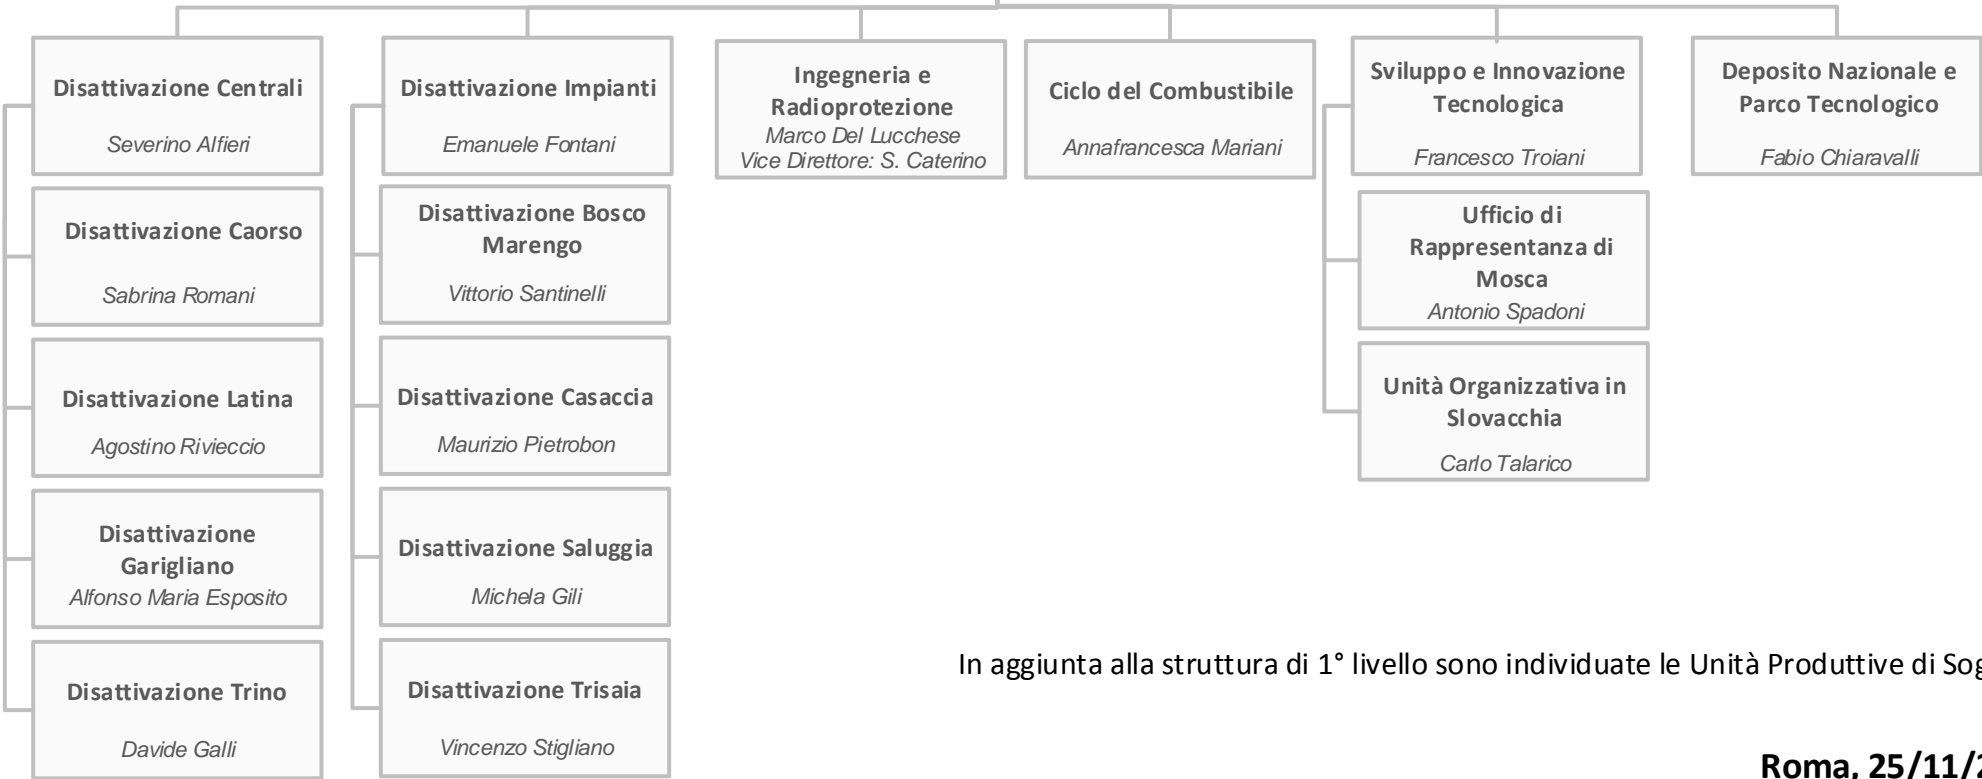 Disattivazione Centrali
Severino Alfieri
Disattivazione Caorso
Sabrina Romani
Disattivazione Latina
Agostino Rivieccio
Disattivazione
Garigliano
Alfonso Maria Esposito
Disattivazione Trino
Davide Galli
Disattivazione Impianti
Emanuele Fontani
Disattivazione Bosco
Marengo
Vittorio Santinelli
Disattivazione Casaccia
Maurizio Pietrobon
Disattivazione Saluggia
Michela Gili
Disattivazione Trisaia
Vincenzo Stigliano
Ingegneria e
Radioprotezione
Marco Del Lucchese
Vice Direttore: S. Caterino
Ciclo del Combustibile
Annafrancesca Mariani
Sviluppo e Innovazione
Tecnologica
Francesco Troiani
Ufficio di
Rappresentanza di
Mosca
Antonio Spadoni
Unità Organizzativa in
Slovacchia
Carlo Talarico
Deposito Nazionale e
Parco Tecnologico
Fabio Chiaravalli
In aggiunta alla struttura di 1° livello sono individuate le Unità Produttive di
Roma, 25/11/